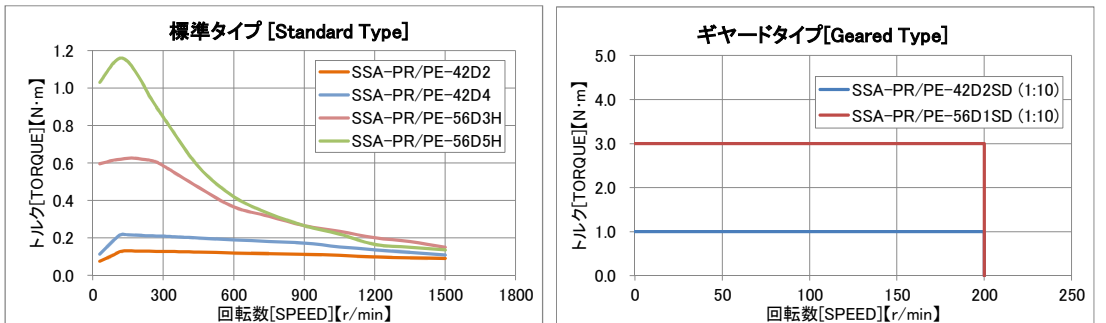 標準タイプ [Standard Type]
トルク[TORQUE]【N･m】
1.2
1.0
0.8
0.6
0.4
0.2
0.0
SSA-PR/PE-42D2
SSA-PR/PE-42D4
SSA-PR/PE-56D3H
SSA-PR/PE-56D5H
0 300 600 900 1200 1500 1800
回転数[SPEED]【r/min】
ギヤードタイプ[Geared Type]
トルク[TORQUE]【N･m】
5.0
4.0
3.0
2.0
1.0
0.0
SSA-PR/PE-42D2SD (1:10)
SSA-PR/PE-56D1SD (1:10)
0 50 100 150 200 250
回転数[SPEED]【r/min】